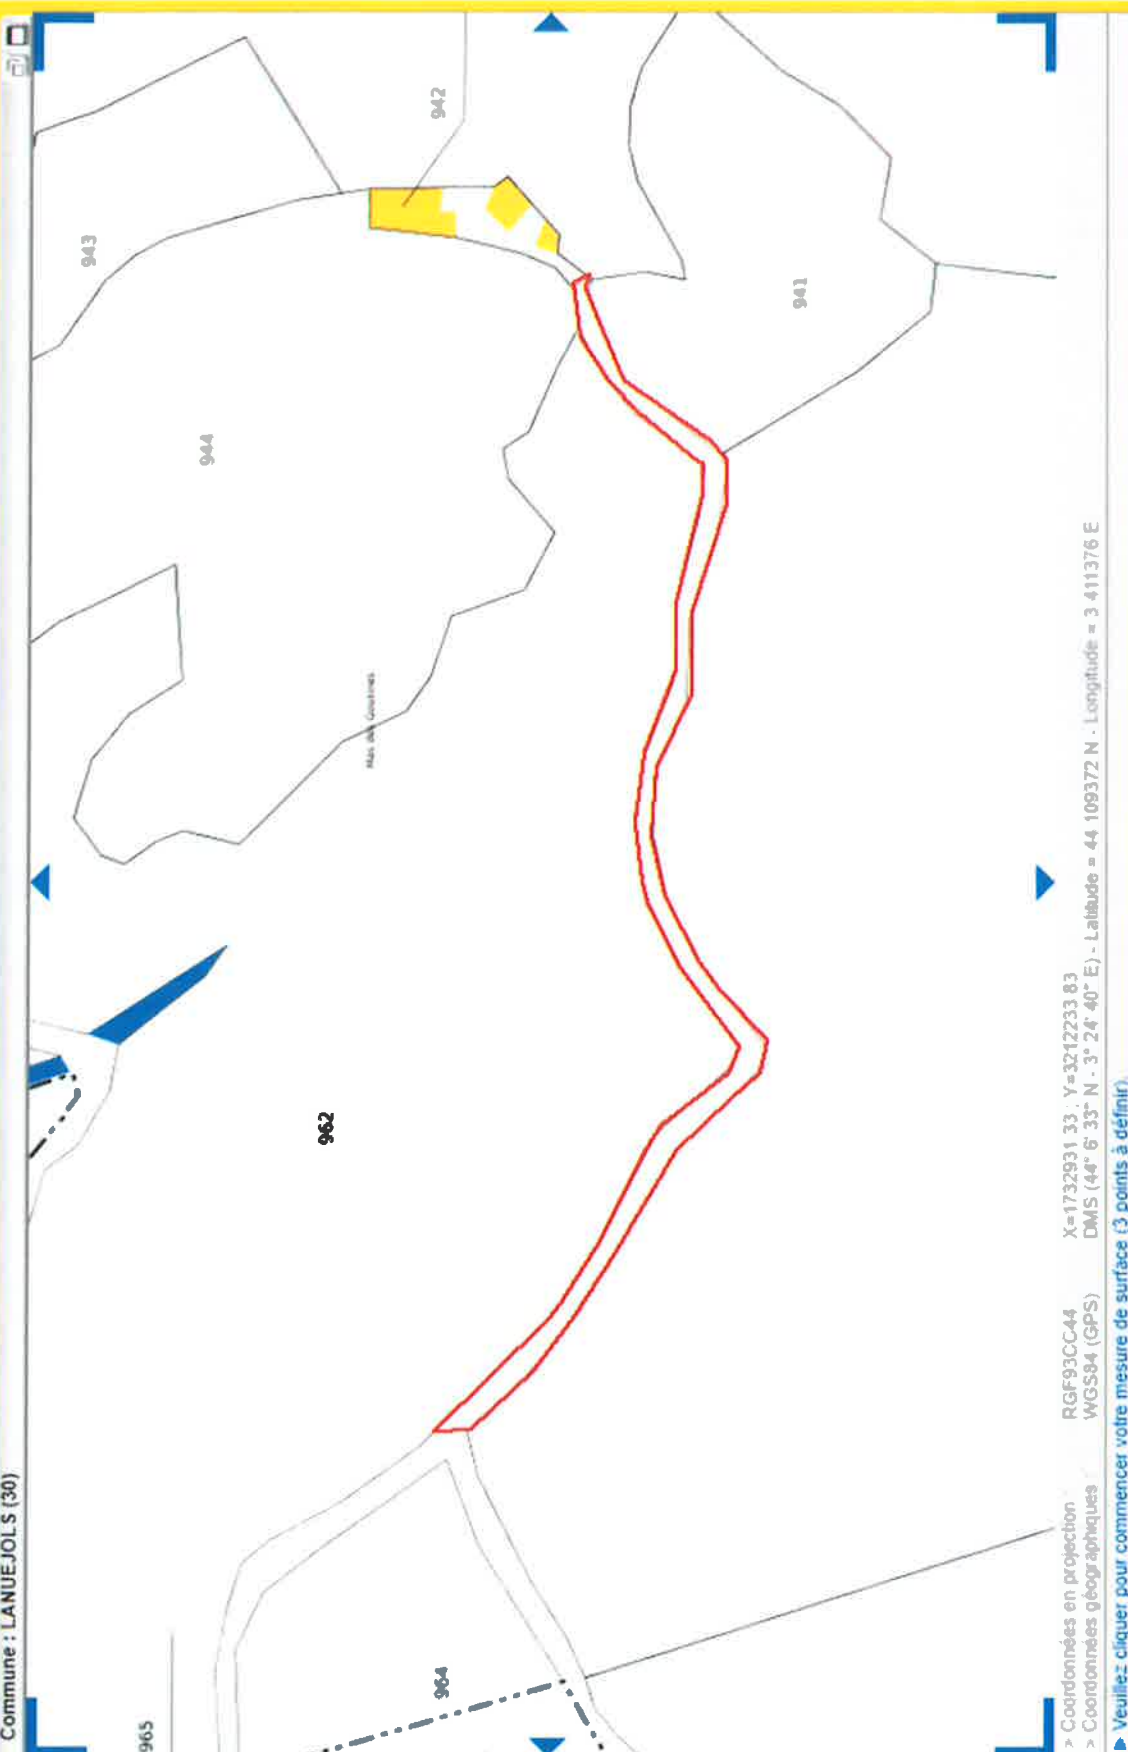 Commune : LANUEJOLS (30)
965
943
942
944
941
Mas des Goutines
962
964
» Coordonnées en projection RGF93CC44 X=1732931 33 : Y=3212233 83
» Coordonnées géographiques WGS84 (GPS) DMS (44° 6' 33" N - 3° 24' 40" E) - Latitude = 44 109372 N - Longitude = 3 411376 E
Veuillez cliquer pour commencer votre mesure de surface (3 points à définir).